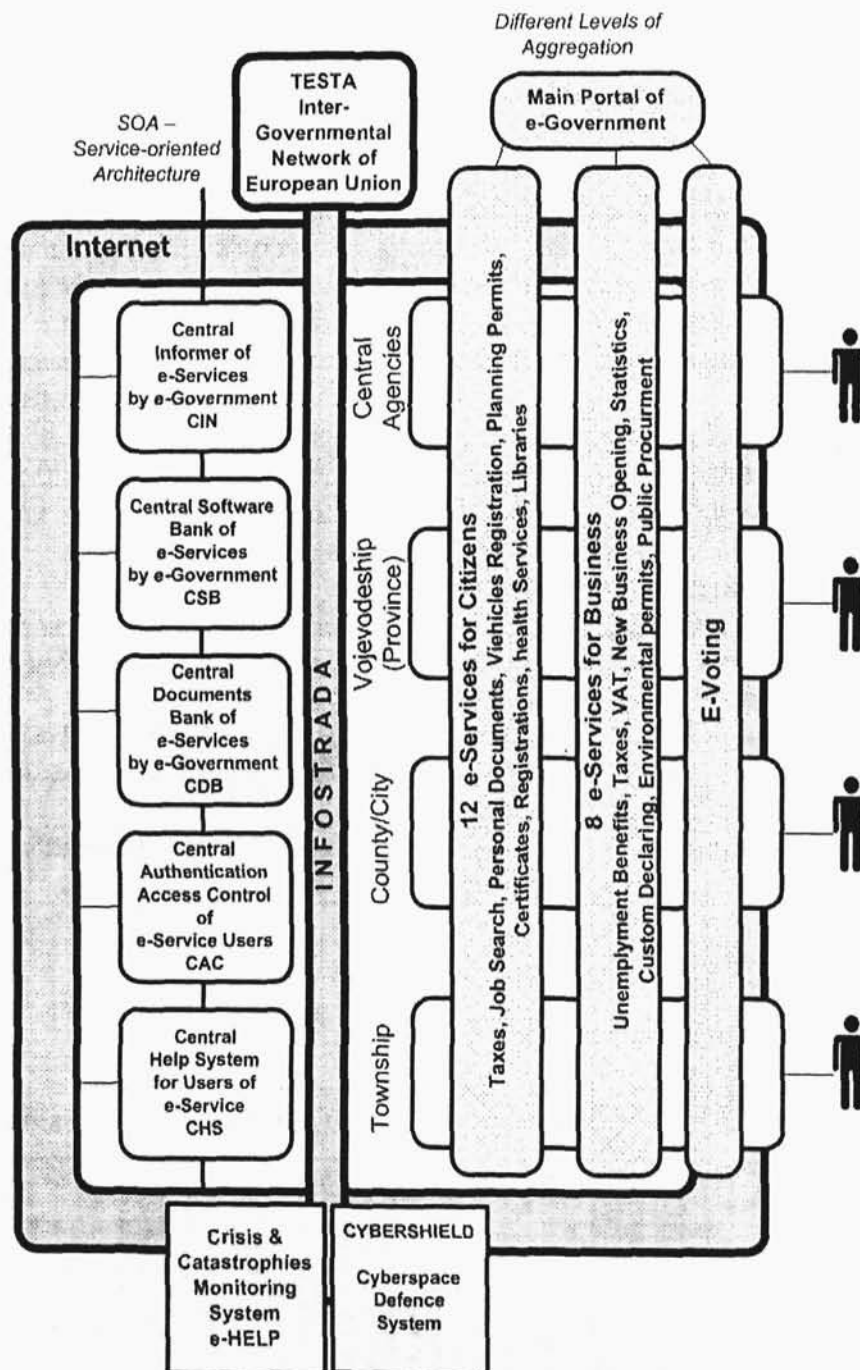 Different Levels of
Aggregation
TESTA
Inter-
Governmental
Network of
European Union
Main Portal of
e-Government
SOA –
Service-oriented
Architecture
Internet
Central
Informer of
e-Services
by e-Government
CIN
Central Software
Bank of
e-Services
by e-Government
CSB
Central
Documents
Bank of
e-Services
by e-Government
CDB
Central
Authentication
Access Control
of
e-Service Users
CAC
Central
Help System
for Users of
e-Service
CHS
INFOSTRADA
Central
Agencies
Vojevodeship
(Province)
County/City
Township
12 e-Services for Citizens
Taxes, Job Search, Personal Documents, Viehicles Registration, Planning Permits,
Certificates, Registrations, health Services, Libraries
8 e-Services for Business
Unemplyment Benefits, Taxes, VAT, New Business Opening, Statistics,
Custom Declaring, Environmental permits, Public Procurment
E-Voting
Crisis &
Catastrophies
Monitoring
System
e-HELP
CYBERSHIELD
Cyberspace
Defence
System